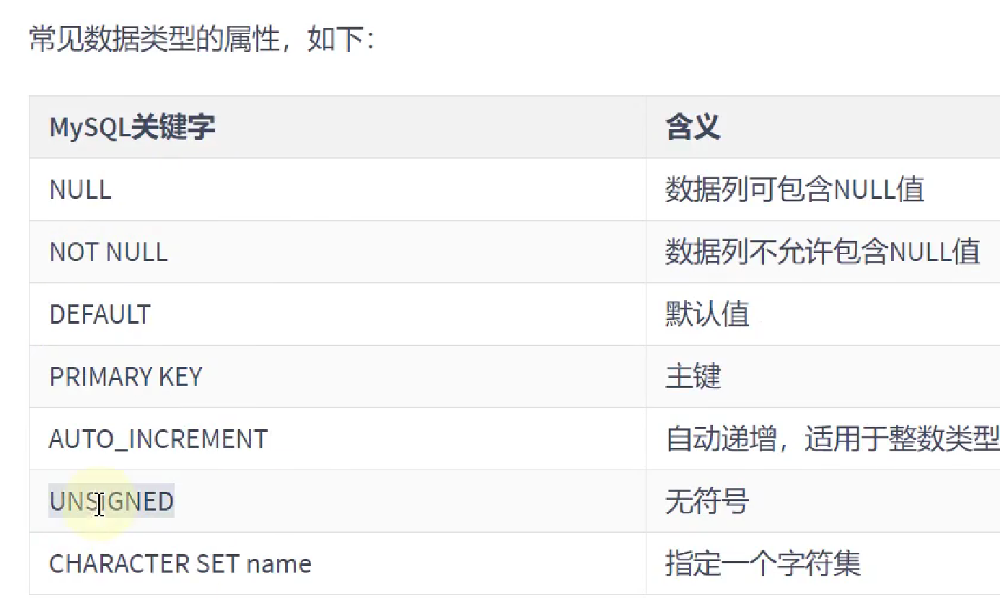 常见数据类型的属性，如下：
MySQL关键字 含义
NULL 数据列可包含NULL值
NOT NULL 数据列不允许包含NULL值
DEFAULT 默认值
PRIMARY KEY 主键
AUTO_INCREMENT 自动递增，适用于整数类型
UNSIGNED 无符号
CHARACTER SET name 指定一个字符集